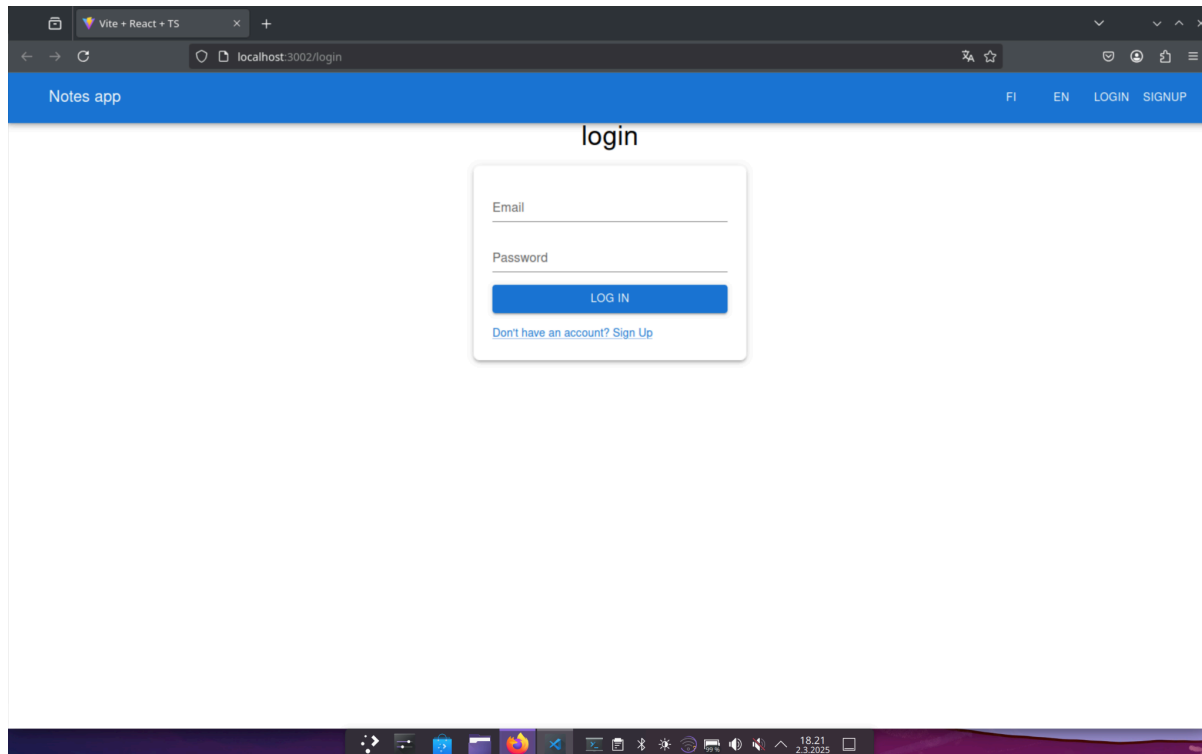 Vite + React + TS
localhost:3002/login
Notes app
FI EN LOGIN SIGNUP
login
Email
Password
LOG IN
Don't have an account? Sign Up
99%
18.21
2.3.2025